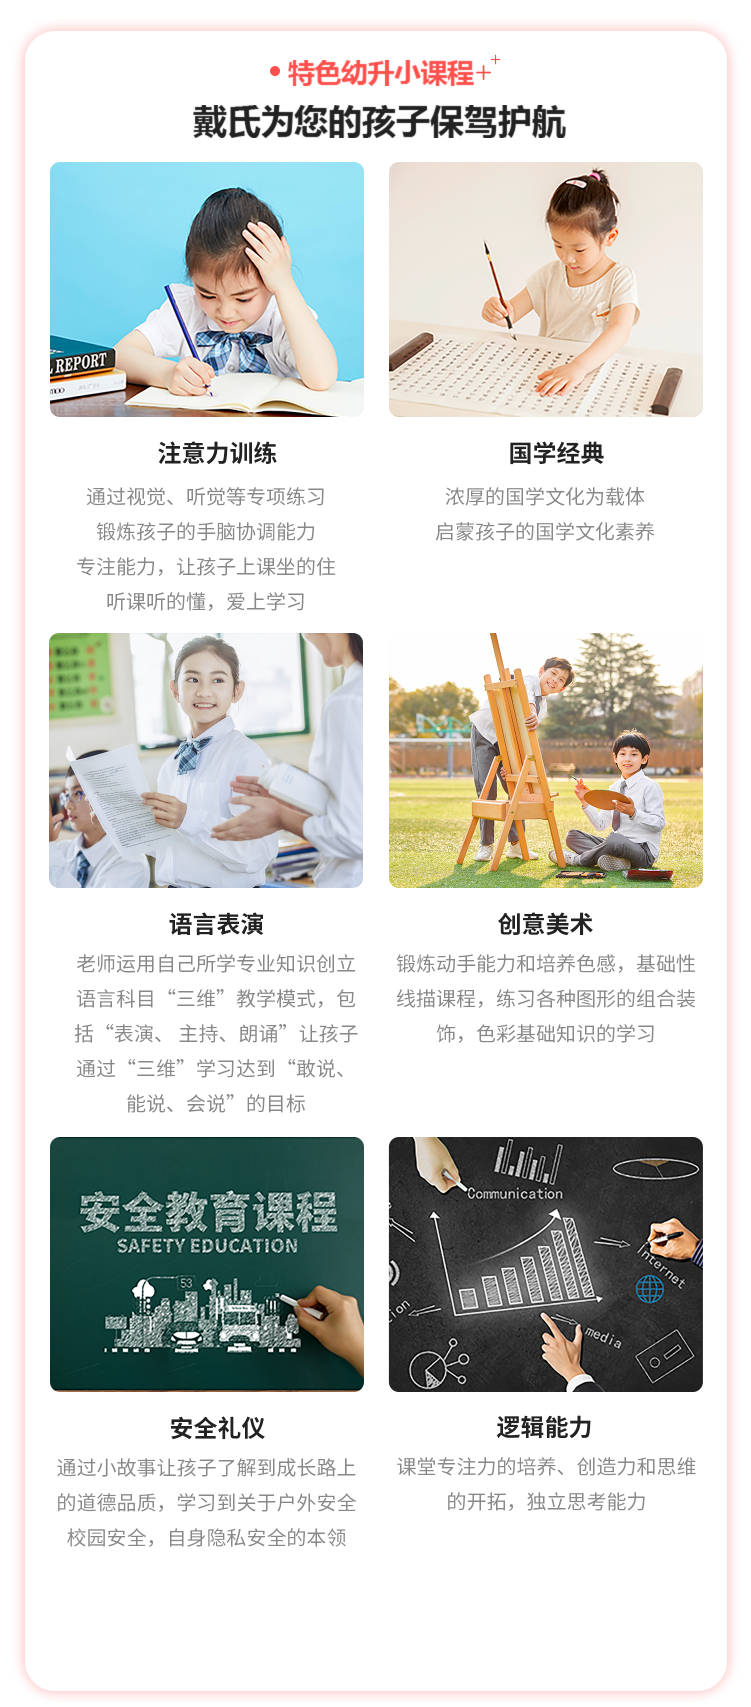 特色幼升小课程++
戴氏为您的孩子保驾护航
REPORT
注意力训练
国学经典
通过视觉、听觉等专项练习
锻炼孩子的手脑协调能力
专注能力，让孩子上课坐的住
听课听的懂，爱上学习
浓厚的国学文化为载体
启蒙孩子的国学文化素养
语言表演
创意美术
老师运用自己所学专业知识创立
语言科目“三维”教学模式，包
括“表演、 主持、朗诵”让孩子
通过“三维”学习达到“敢说、
能说、会说”的目标
锻炼动手能力和培养色感，基础性
线描课程，练习各种图形的组合装
饰，色彩基础知识的学习
安全教育课程
SAFETY EDUCATION
53
Communication
Internet
media
安全礼仪
逻辑能力
通过小故事让孩子了解到成长路上
的道德品质，学习到关于户外安全
校园安全，自身隐私安全的本领
课堂专注力的培养、创造力和思维
的开拓，独立思考能力